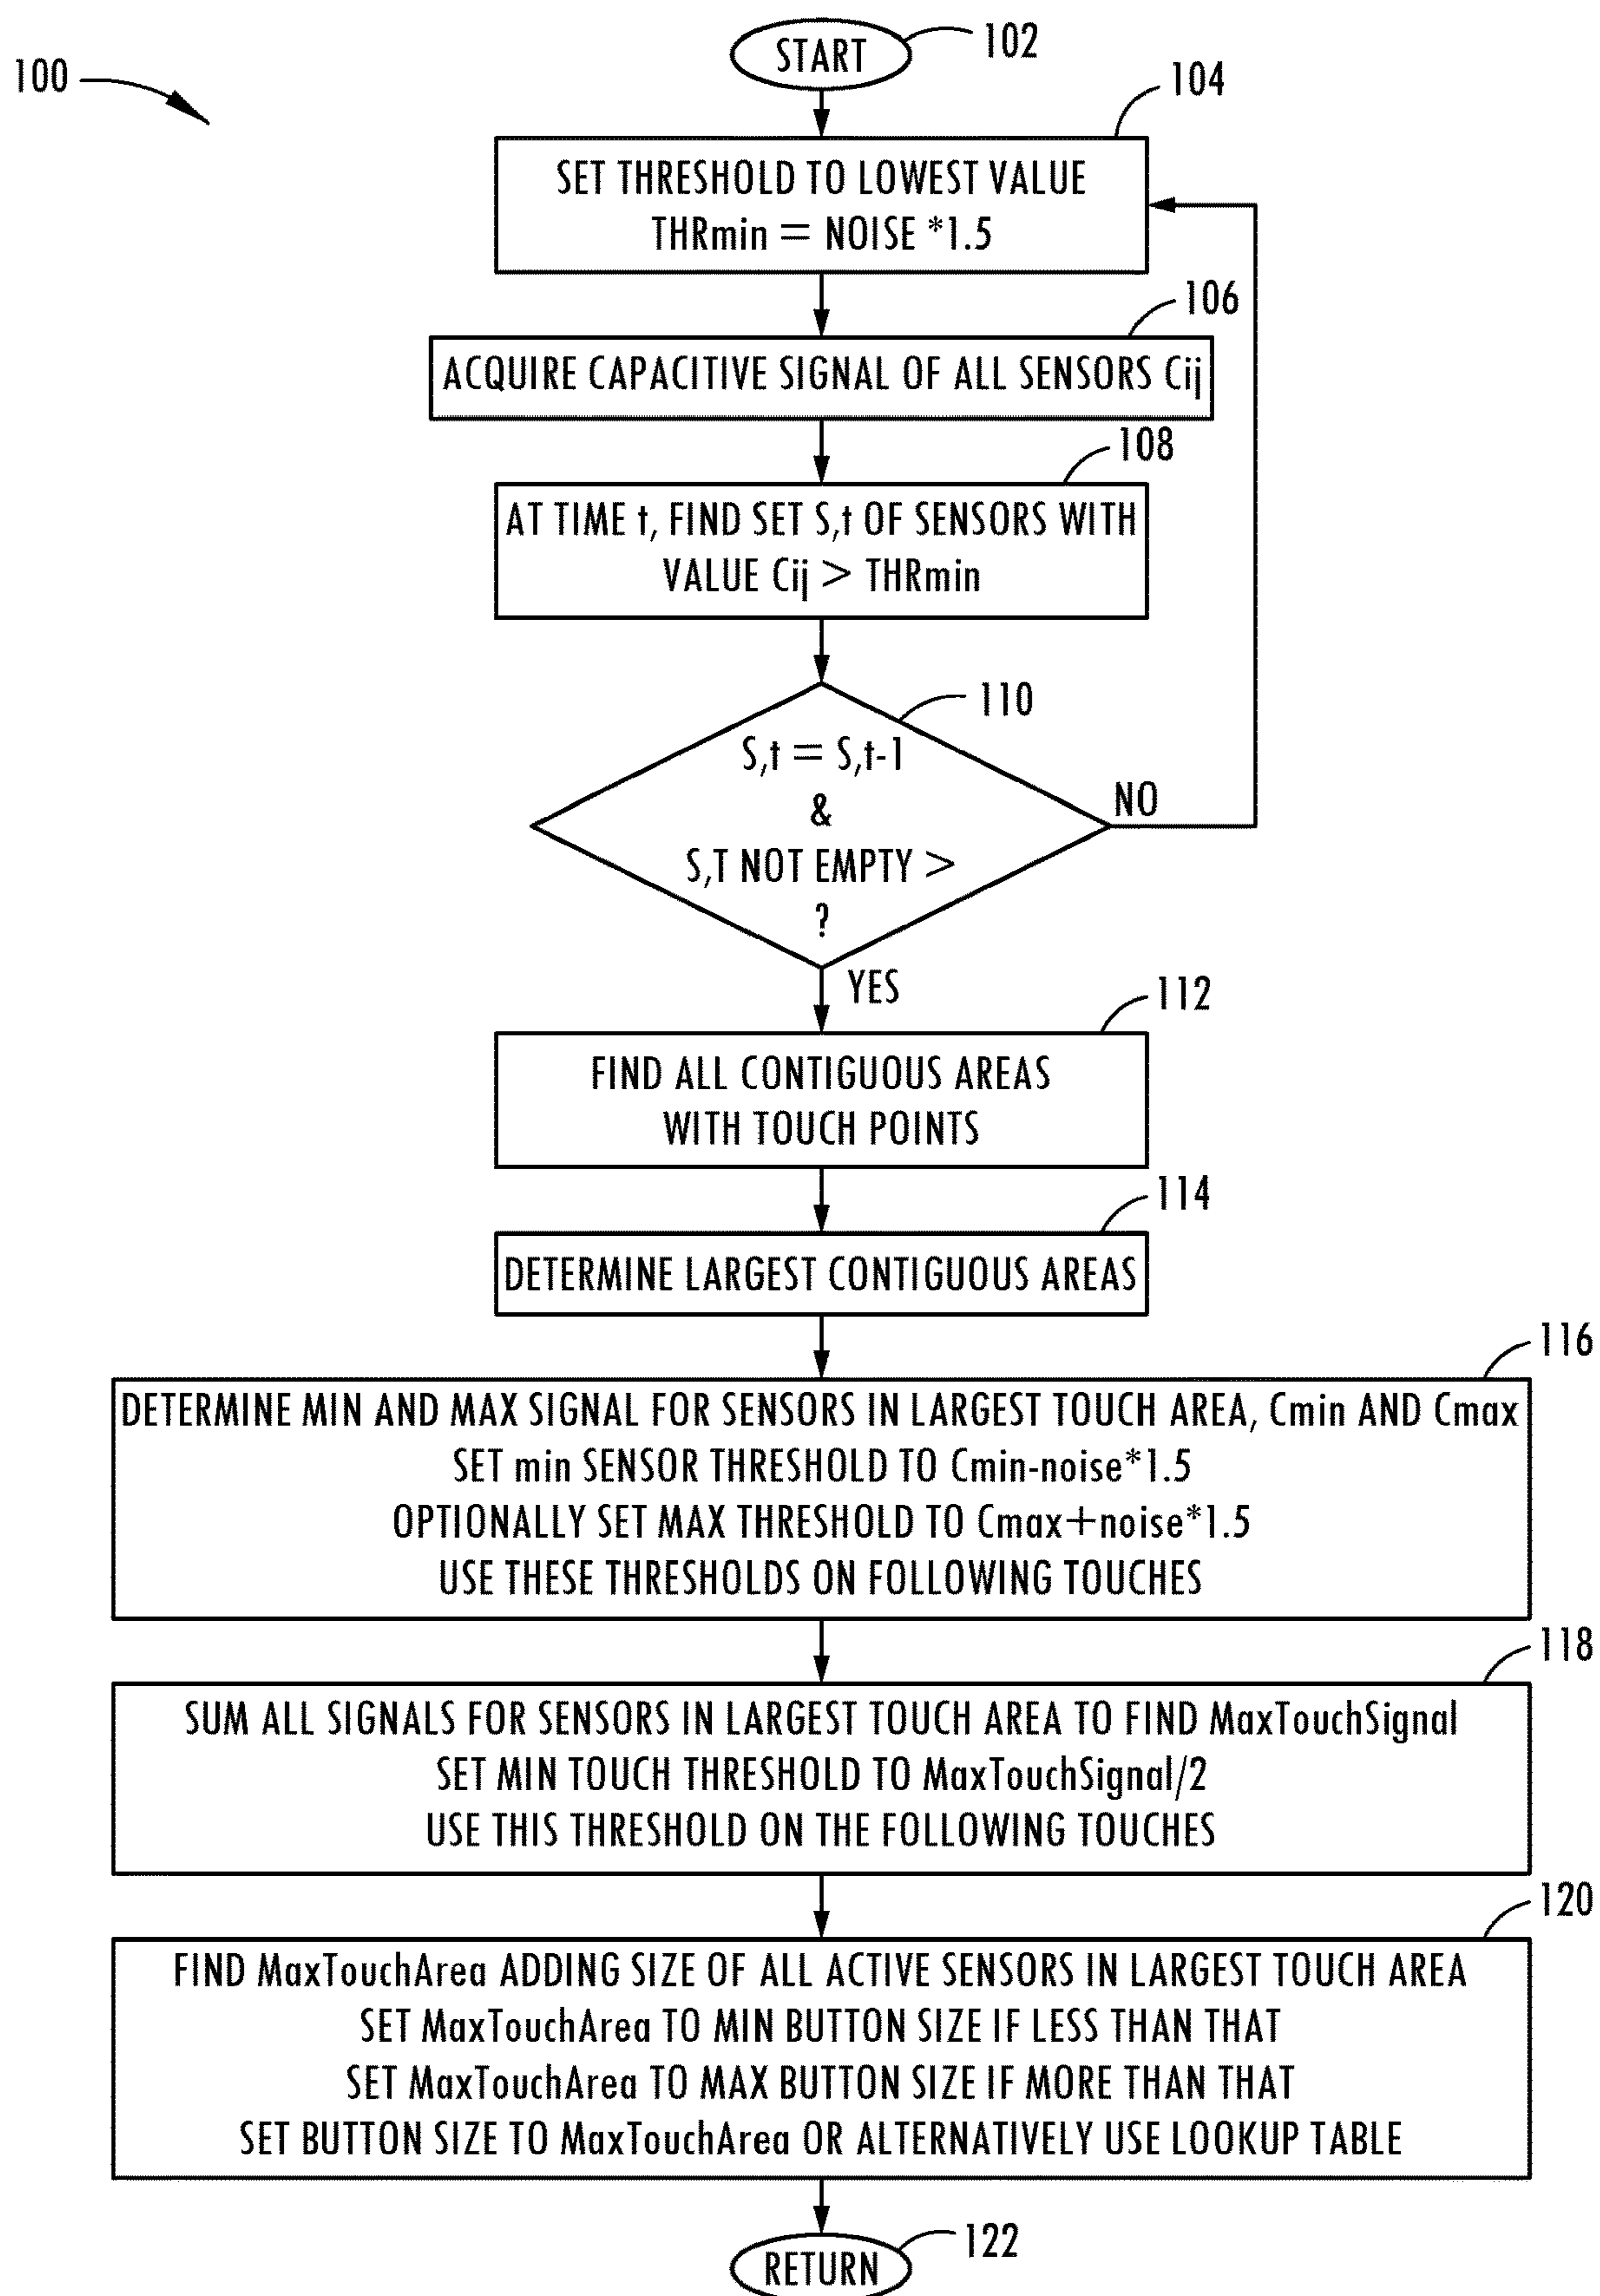 100
START
102
104
SET THRESHOLD TO LOWEST VALUE
THRmin = NOISE *1.5
106
ACQUIRE CAPACITIVE SIGNAL OF ALL SENSORS Cij
108
AT TIME t, FIND SET S,t OF SENSORS WITH
VALUE Cij > THRmin
110
S,t = S,t-1
&
S,T NOT EMPTY >
?
NO
YES
112
FIND ALL CONTIGUOUS AREAS
WITH TOUCH POINTS
114
DETERMINE LARGEST CONTIGUOUS AREAS
116
DETERMINE MIN AND MAX SIGNAL FOR SENSORS IN LARGEST TOUCH AREA, Cmin AND Cmax
SET min SENSOR THRESHOLD TO Cmin-noise*1.5
OPTIONALLY SET MAX THRESHOLD TO Cmax+noise*1.5
USE THESE THRESHOLDS ON FOLLOWING TOUCHES
118
SUM ALL SIGNALS FOR SENSORS IN LARGEST TOUCH AREA TO FIND MaxTouchSignal
SET MIN TOUCH THRESHOLD TO MaxTouchSignal/2
USE THIS THRESHOLD ON THE FOLLOWING TOUCHES
120
FIND MaxTouchArea ADDING SIZE OF ALL ACTIVE SENSORS IN LARGEST TOUCH AREA
SET MaxTouchArea TO MIN BUTTON SIZE IF LESS THAN THAT
SET MaxTouchArea TO MAX BUTTON SIZE IF MORE THAN THAT
SET BUTTON SIZE TO MaxTouchArea OR ALTERNATIVELY USE LOOKUP TABLE
RETURN
122